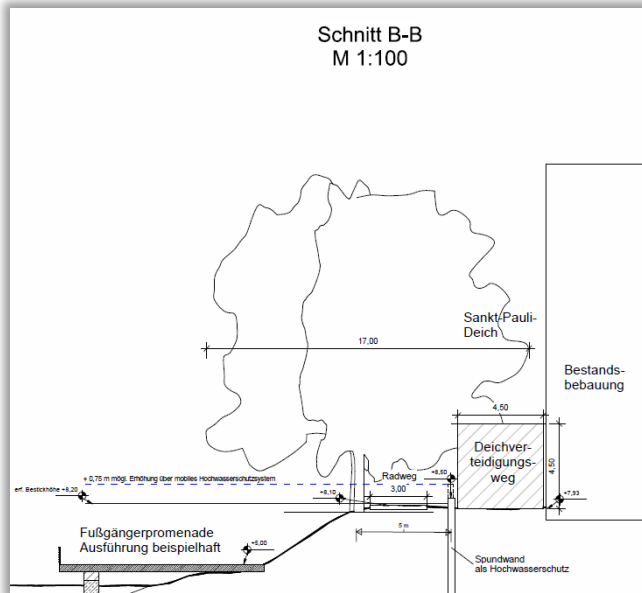 Schnitt B-B
M 1:100
Sankt-Pauli-
Deich
17,00
Bestands-
bebauung
4,50
Deichver-
teidigungs-
weg
4,50
+ 0,75 m mögl. Erhöhung über mobiles Hochwasserschutzsystem
Radweg
+8,50
erf. Bestickhöhe +8,20
+8,10
3,00
+7,93
Fußgängerpromenade
Ausführung beispielhaft
5 m
+5,00
Spundwand
als Hochwasserschutz